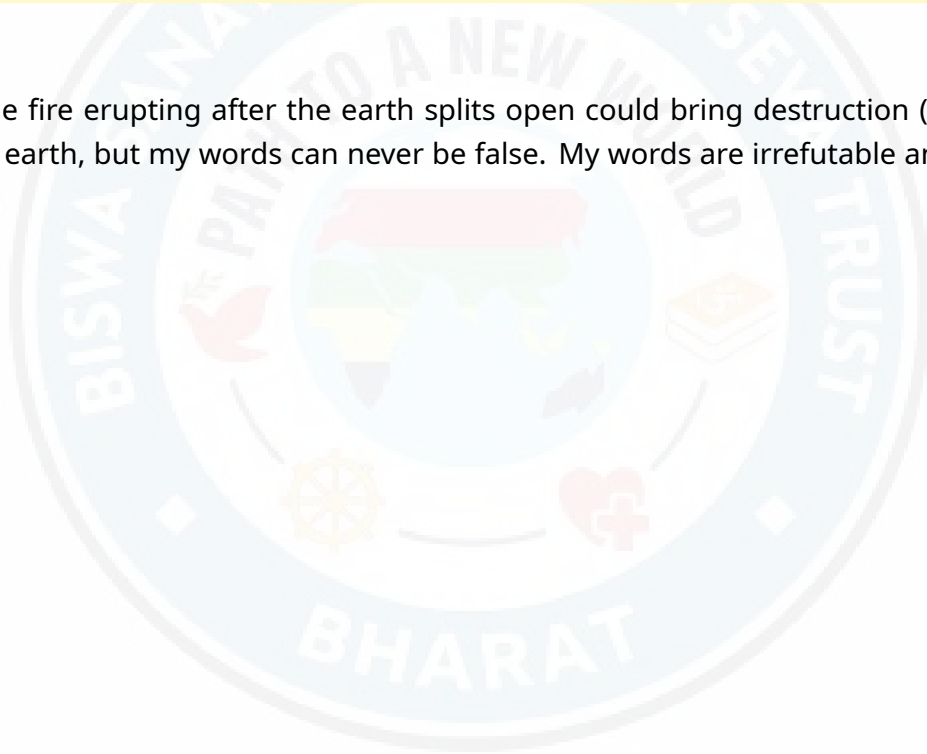 e fire erupting after the earth splits open could bring destruction (
earth, but my words can never be false. My words are irrefutable
PATH TO A NEW WORLD
BISWA
TRUST
BHARAT